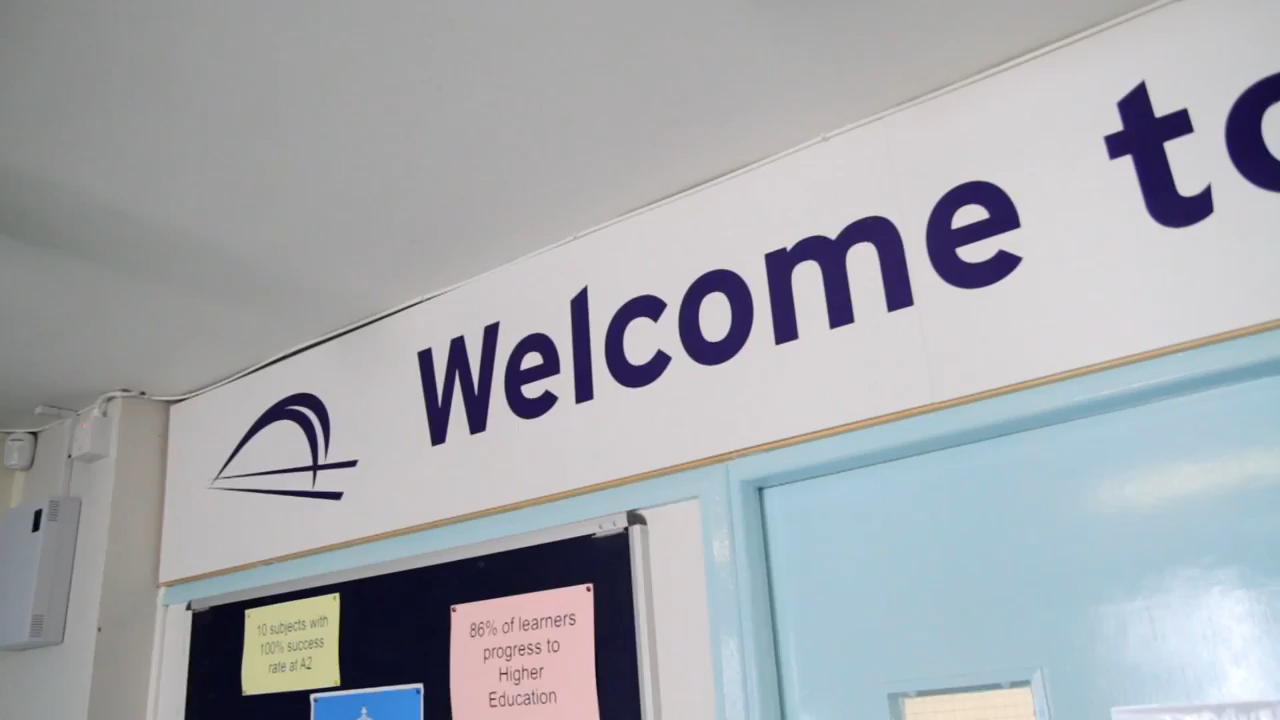 Welcome to
10 subjects with
100% success
rate at A2
86% of learners
progress to
Higher
Education